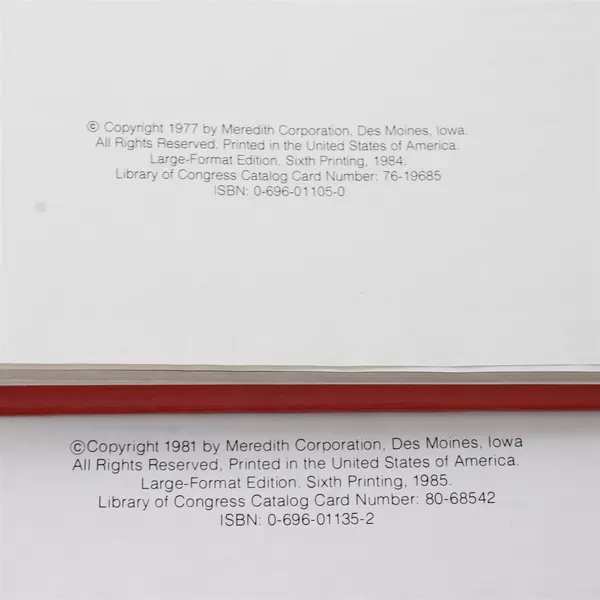 © Copyright 1977 by Meredith Corporation, Des Moines, Iowa.
All Rights Reserved. Printed in the United States of America.
Large-Format Edition. Sixth Printing, 1984.
Library of Congress Catalog Card Number: 76-19685
ISBN: 0-696-01105-0
©Copyright 1981 by Meredith Corporation, Des Moines, Iowa
All Rights Reserved, Printed in the United States of America.
Large-Format Edition. Sixth Printing, 1985.
Library of Congress Catalog Card Number: 80-68542
ISBN: 0-696-01135-2